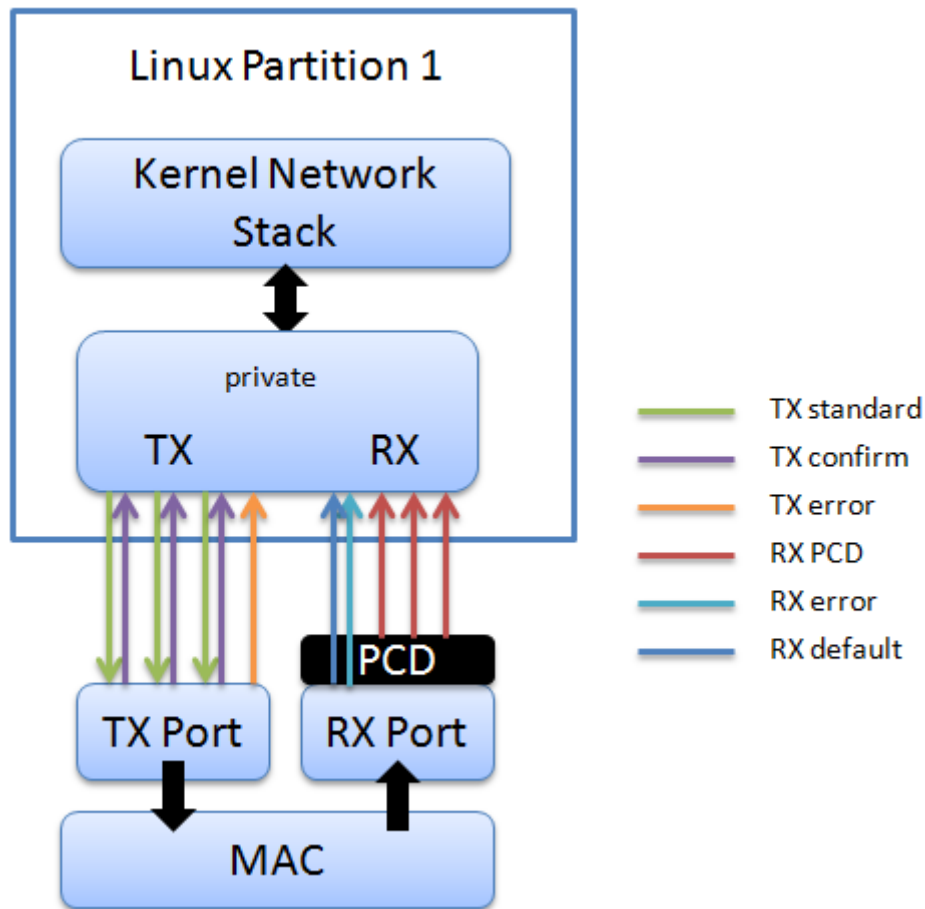 Linux Partition 1
Kernel Network
Stack
private
TX RX
TX standard
TX confirm
TX error
RX PCD
RX error
RX default
PCD
TX Port RX Port
MAC